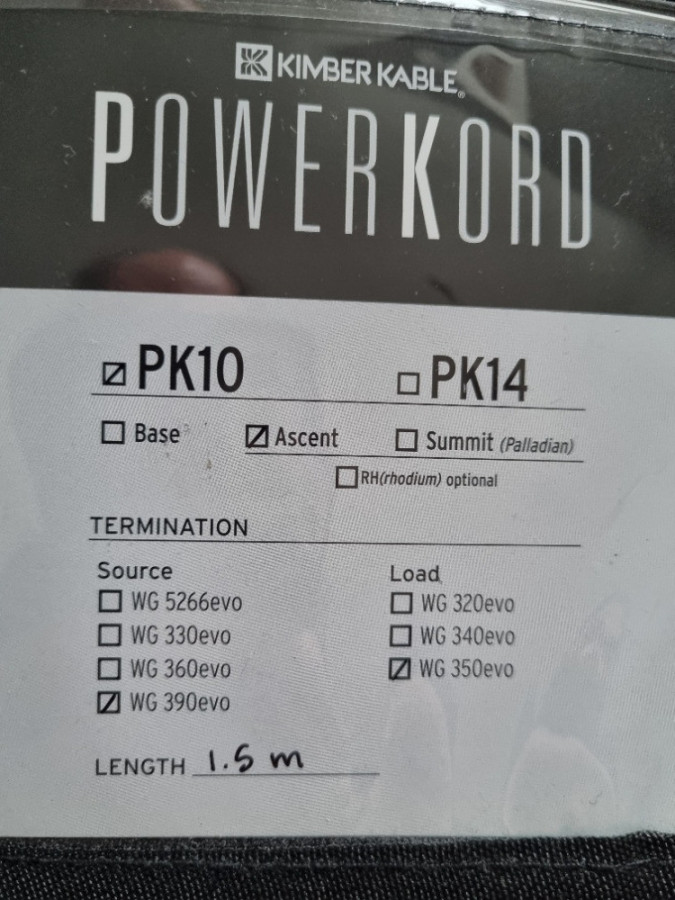 KIMBER KABLE®
POWERKORD
☑ PK10 ☐ PK14
☐ Base ☑ Ascent ☐ Summit (Palladian)
☐ RH(rhodium) optional
TERMINATION
Source Load
☐ WG 5266evo ☐ WG 320evo
☐ WG 330evo ☐ WG 340evo
☐ WG 360evo ☑ WG 350evo
☑ WG 390evo
LENGTH 1.5 m